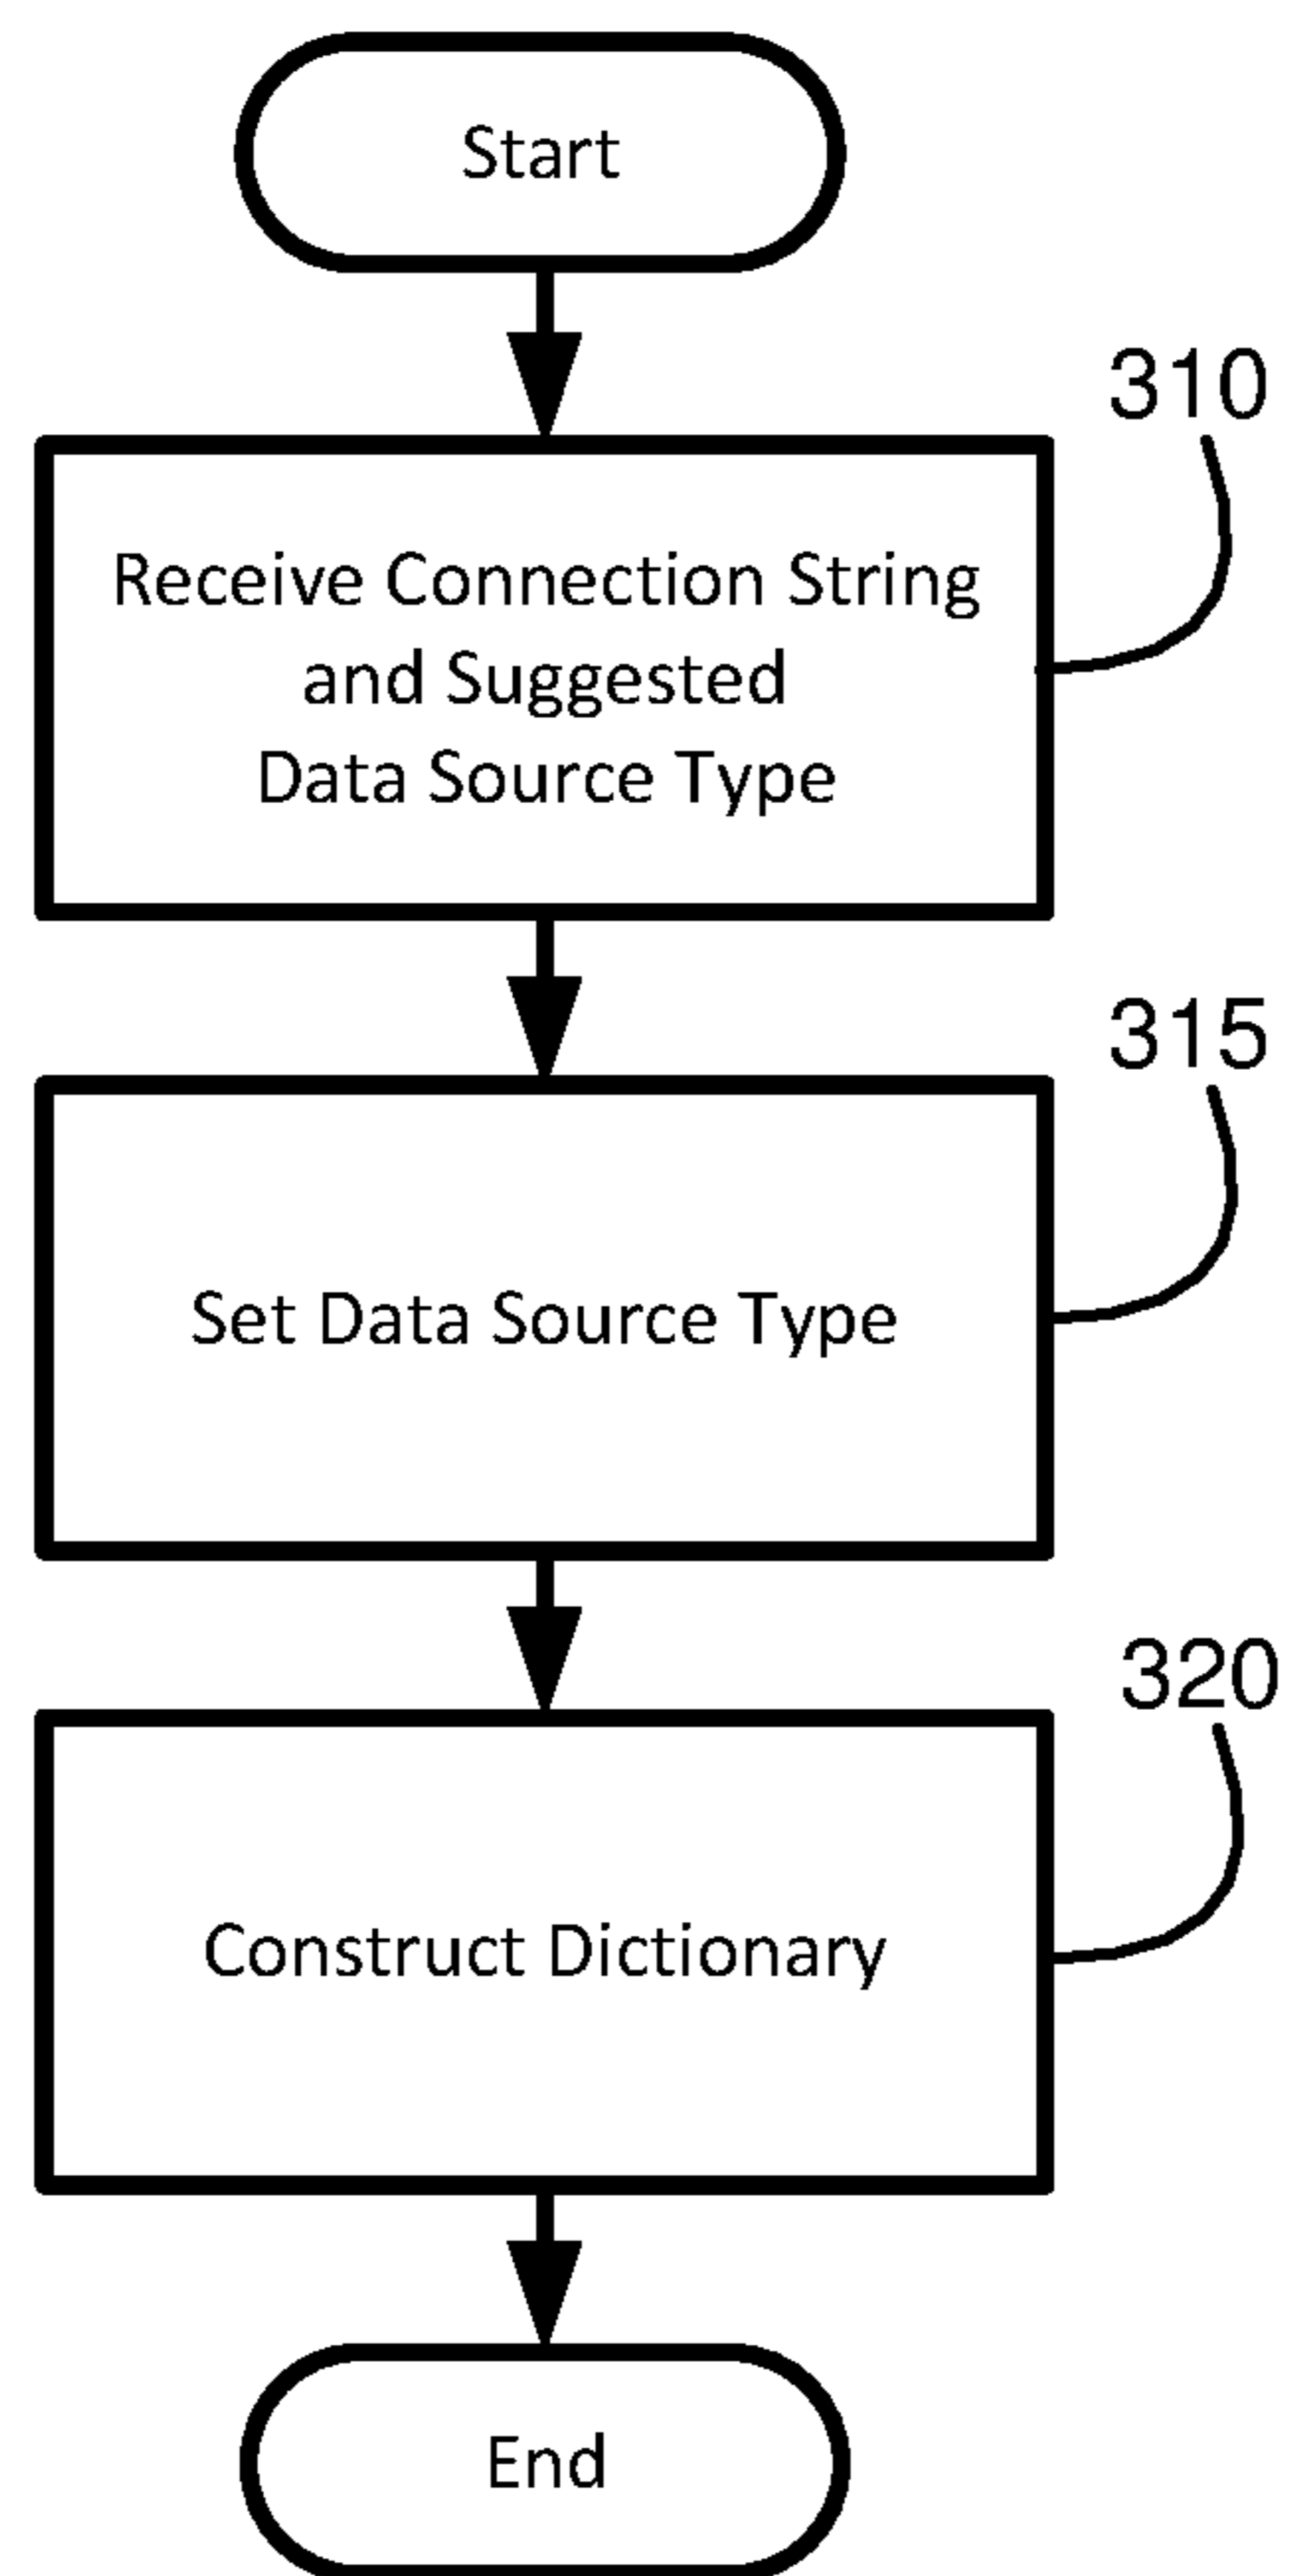 Start
310
Receive Connection String
and Suggested
Data Source Type
315
Set Data Source Type
320
Construct Dictionary
End